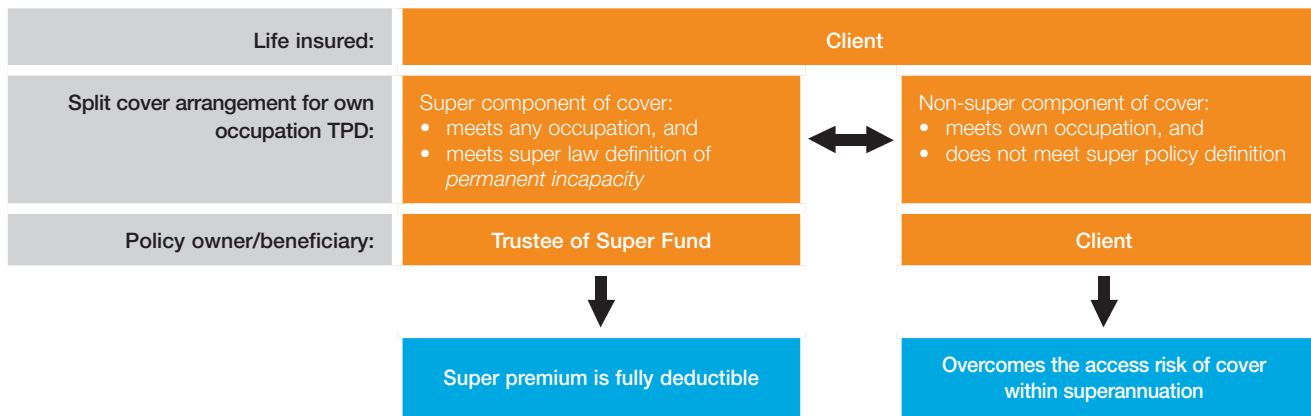 Life insured:
Client
Split cover arrangement for own
occupation TPD:
Super component of cover:
• meets any occupation, and
• meets super law definition of
permanent incapacity
Non-super component of cover:
• meets own occupation, and
• does not meet super policy definition
Policy owner/beneficiary:
Trustee of Super Fund
Client
Super premium is fully deductible
Overcomes the access risk of cover
within superannuation